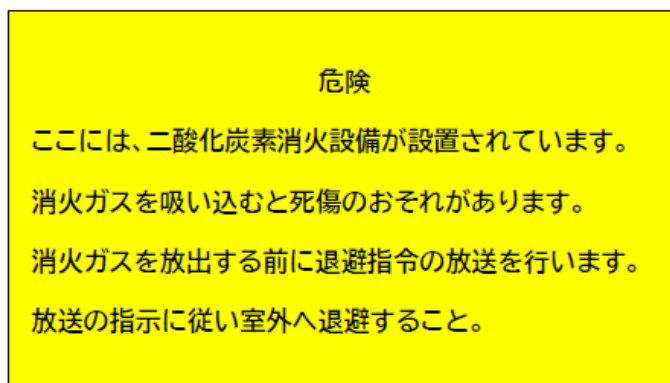 危険
ここには、二酸化炭素消火設備が設置されています。
消火ガスを吸い込むと死傷のおそれがあります。
消火ガスを放出する前に退避指令の放送を行います。
放送の指示に従い室外へ退避すること。